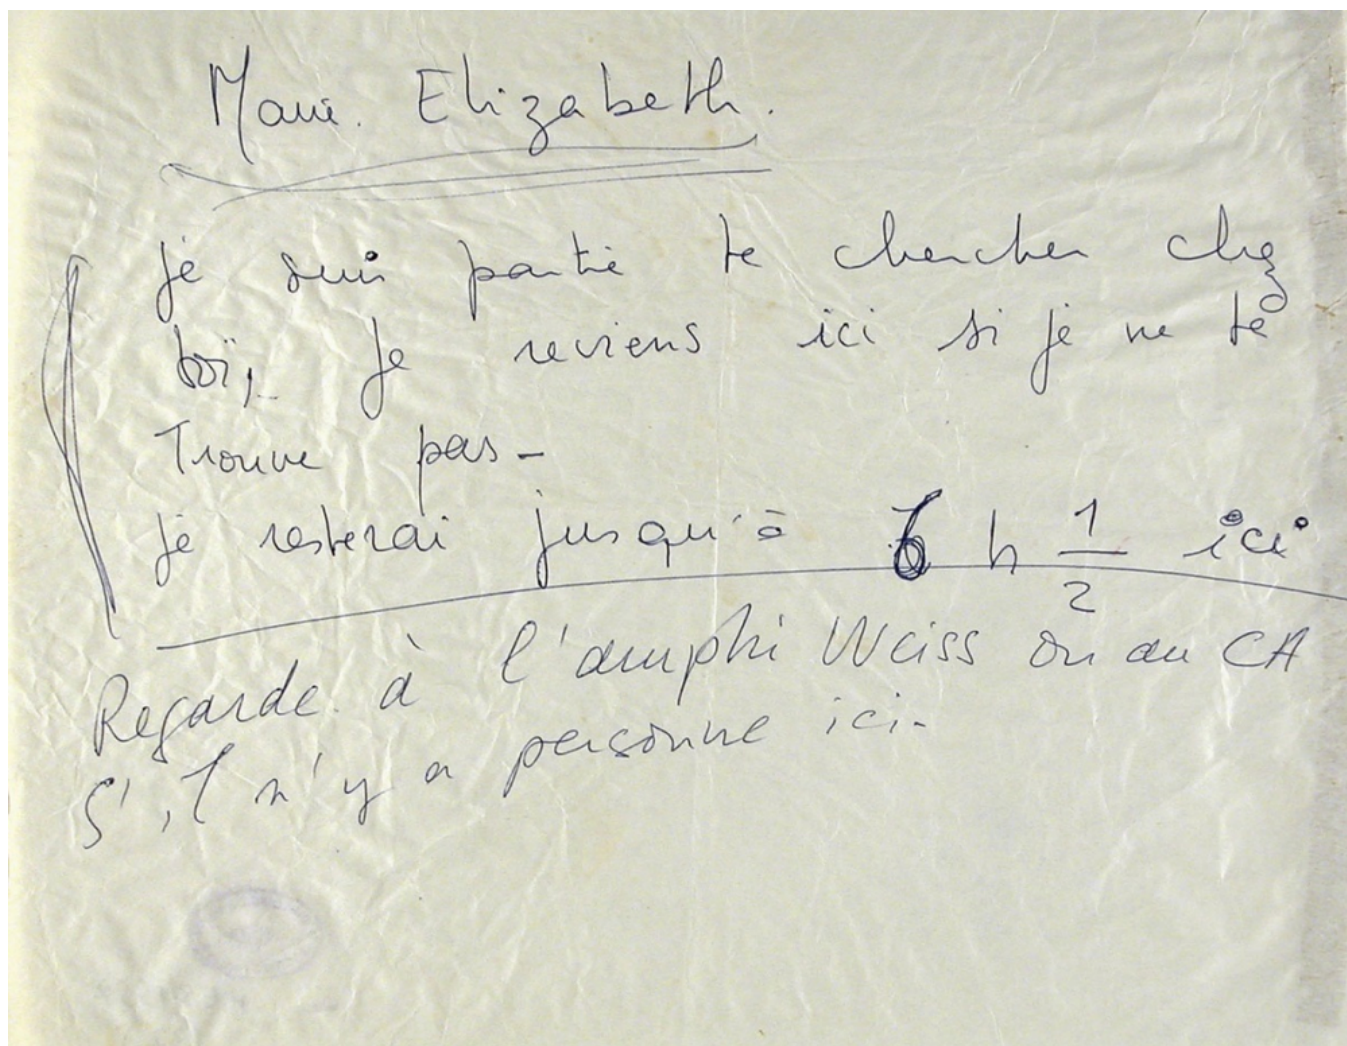 Marie. Elizabeth.
je suis partie te chercher chez
toi, je reviens ici si je ne te
Trouve pas -
je resterai jusqu'à 6 h 1/2 ici
Regarde à l'amphi Weiss ou au CA
S'il n'y a personne ici -